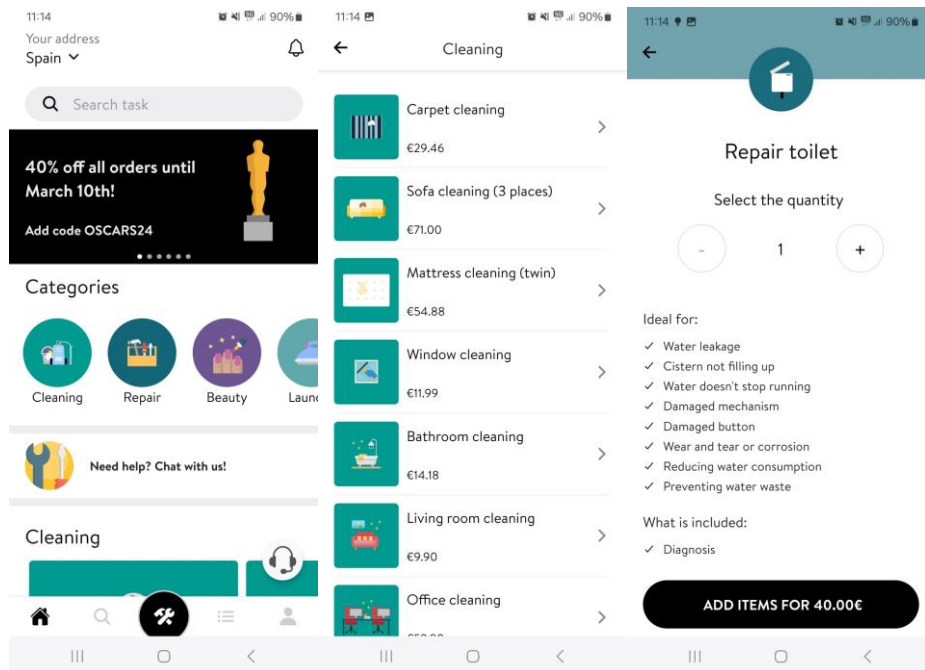 11:14
90%
Your address
Spain
Search task
40% off all orders until
March 10th!
Add code OSCARS24
Categories
Cleaning
Repair
Beauty
Laun
Need help? Chat with us!
Cleaning
11:14
90%
Cleaning
Carpet cleaning
€29.46
Sofa cleaning (3 places)
€71.00
Mattress cleaning (twin)
€54.88
Window cleaning
€11.99
Bathroom cleaning
€14.18
Living room cleaning
€9.90
Office cleaning
11:14
90%
Repair toilet
Select the quantity
- 1 +
Ideal for:
✓ Water leakage
✓ Cistern not filling up
✓ Water doesn't stop running
✓ Damaged mechanism
✓ Damaged button
✓ Wear and tear or corrosion
✓ Reducing water consumption
✓ Preventing water waste
What is included:
✓ Diagnosis
ADD ITEMS FOR 40.00€